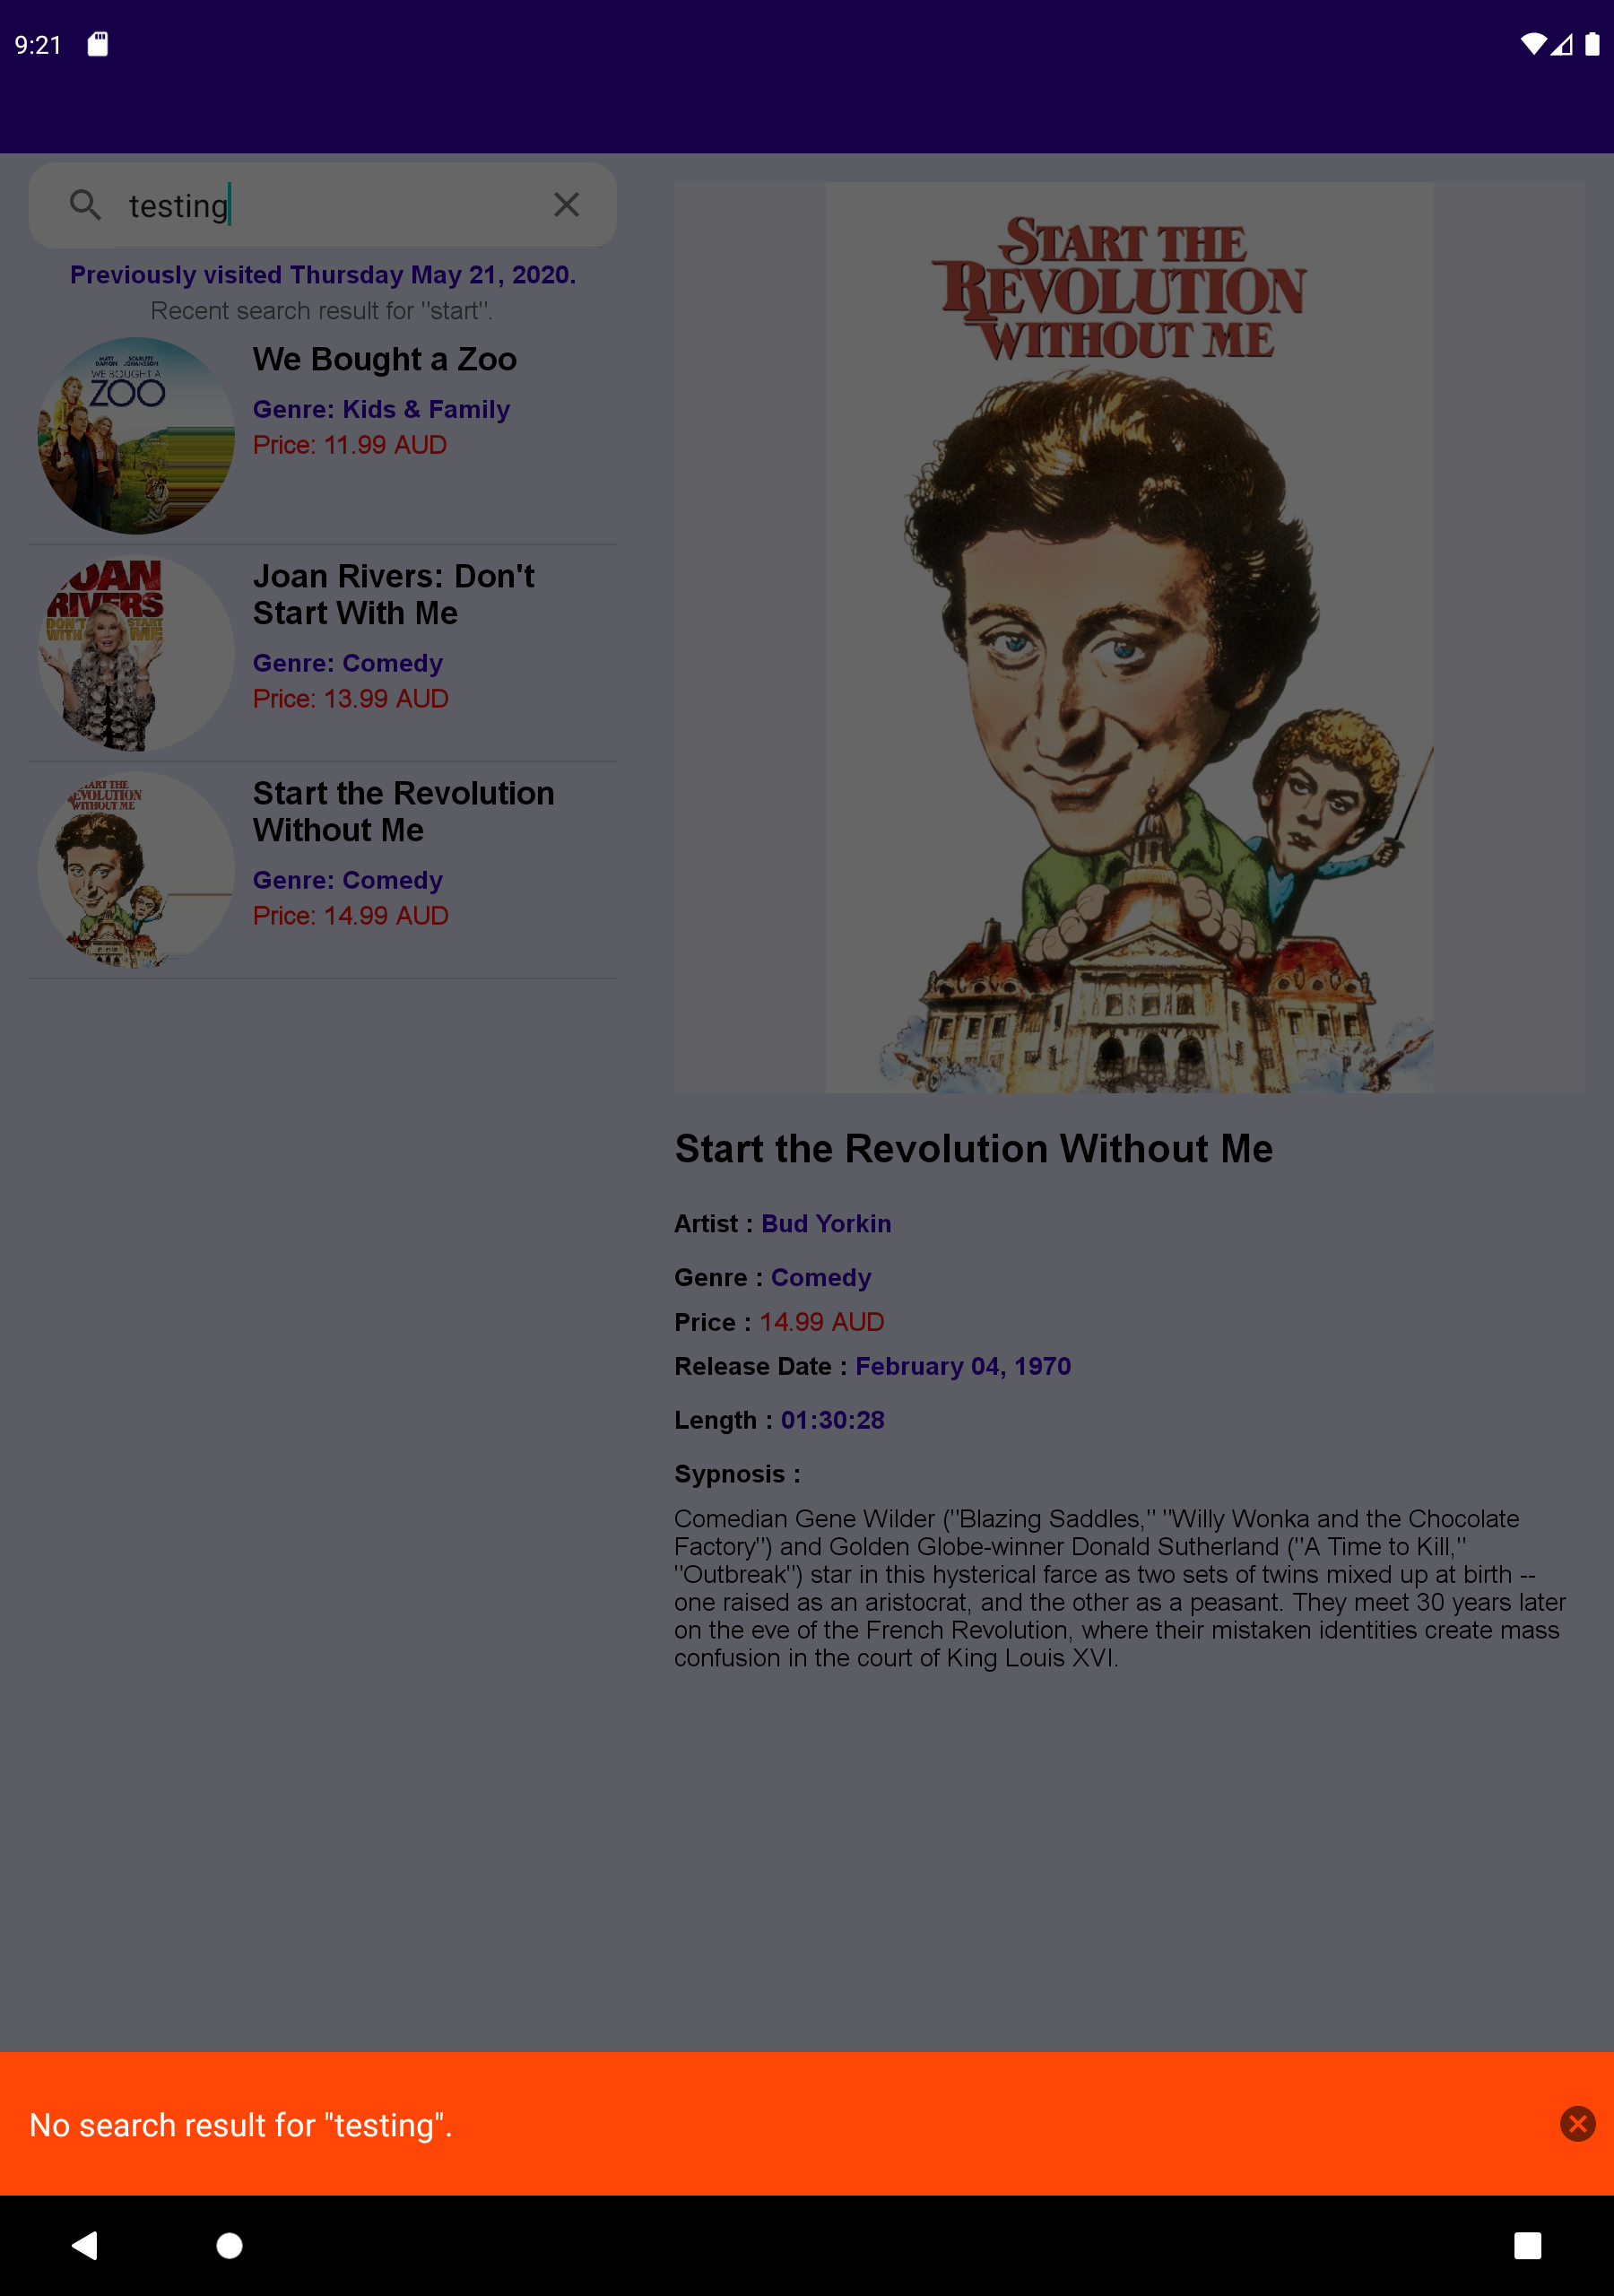 9:21
testing
Previously visited Thursday May 21, 2020.
Recent search result for "start".
MATT DAMON SCARLETT JOHANSSON
WE BOUGHT A
ZOO
We Bought a Zoo
Genre: Kids & Family
Price: 11.99 AUD
JOAN
RIVERS
DON'T START
WITH ME
Joan Rivers: Don't
Start With Me
Genre: Comedy
Price: 13.99 AUD
START THE
REVOLUTION
WITHOUT ME
Start the Revolution
Without Me
Genre: Comedy
Price: 14.99 AUD
START THE
REVOLUTION
WITHOUT ME
Start the Revolution Without Me
Artist : Bud Yorkin
Genre : Comedy
Price : 14.99 AUD
Release Date : February 04, 1970
Length : 01:30:28
Sypnosis :
Comedian Gene Wilder ("Blazing Saddles," "Willy Wonka and the Chocolate
Factory") and Golden Globe-winner Donald Sutherland ("A Time to Kill,"
"Outbreak") star in this hysterical farce as two sets of twins mixed up at birth --
one raised as an aristocrat, and the other as a peasant. They meet 30 years later
on the eve of the French Revolution, where their mistaken identities create mass
confusion in the court of King Louis XVI.
No search result for "testing".